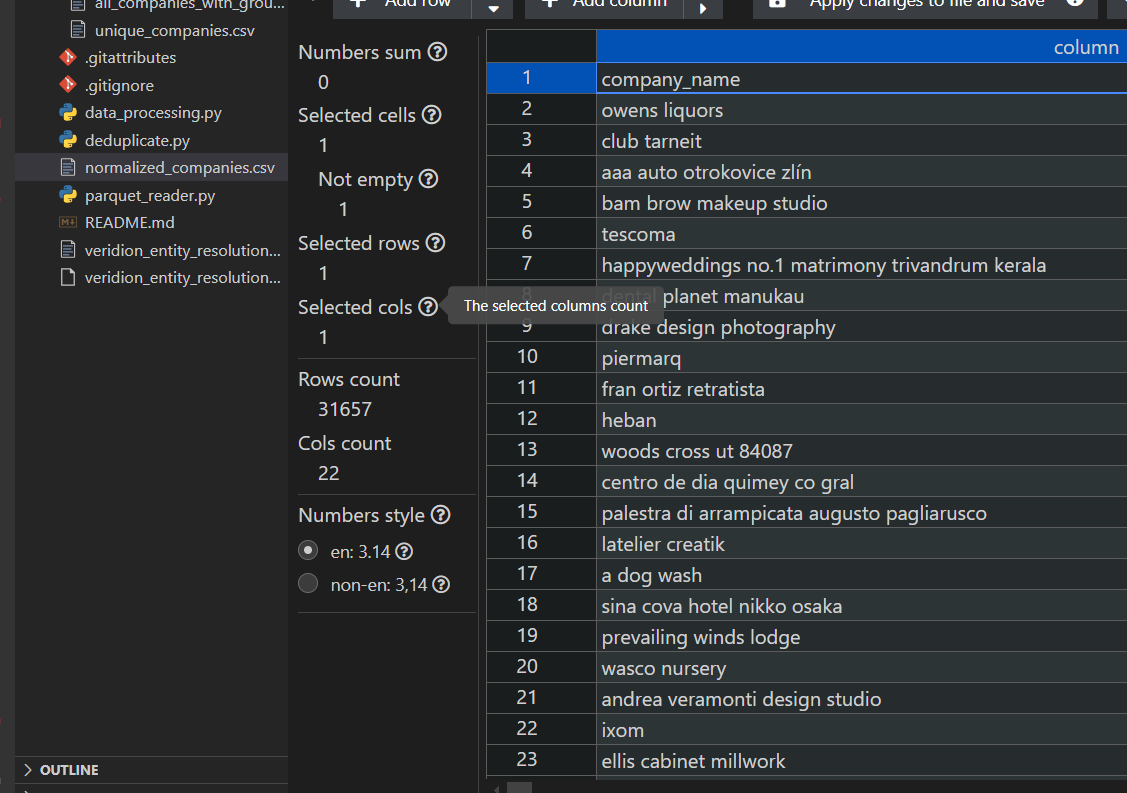 all_companies_with_grou...
unique_companies.csv
.gitattributes
.gitignore
data_processing.py
deduplicate.py
normalized_companies.csv
parquet_reader.py
README.md
veridion_entity_resolution...
veridion_entity_resolution...
OUTLINE
Add row
Add column
Apply changes to file and save
Numbers sum
0
Selected cells
1
Not empty
1
Selected rows
1
Selected cols
1
The selected columns count
Rows count
31657
Cols count
22
Numbers style
en: 3.14
non-en: 3,14
column
1 company_name
2 owens liquors
3 club tarneit
4 aaa auto otrokovice zlín
5 bam brow makeup studio
6 tescoma
7 happyweddings no.1 matrimony trivandrum kerala
8 dental planet manukau
9 drake design photography
10 piermarq
11 fran ortiz retratista
12 heban
13 woods cross ut 84087
14 centro de dia quimey co gral
15 palestra di arrampicata augusto pagliarusco
16 latelier creatik
17 a dog wash
18 sina cova hotel nikko osaka
19 prevailing winds lodge
20 wasco nursery
21 andrea veramonti design studio
22 ixom
23 ellis cabinet millwork